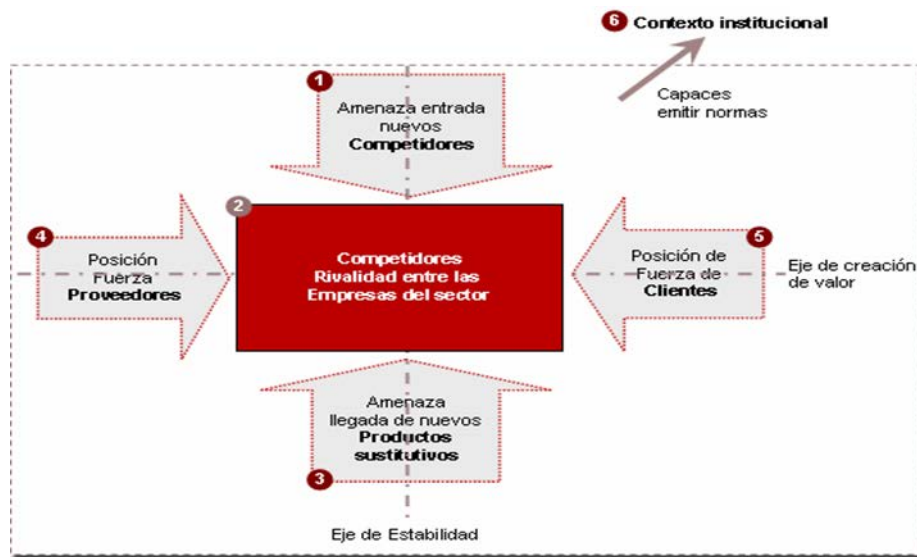 6 Contexto institucional
Capaces
emitir normas
1
Amenaza entrada
nuevos
Competidores
2
Competidores
Rivalidad entre las
Empresas del sector
4
Posición
Fuerza
Proveedores
5
Posición de
Fuerza de
Clientes
Eje de creación
de valor
Amenaza
llegada de nuevos
Productos
sustitutivos
3
Eje de Estabilidad